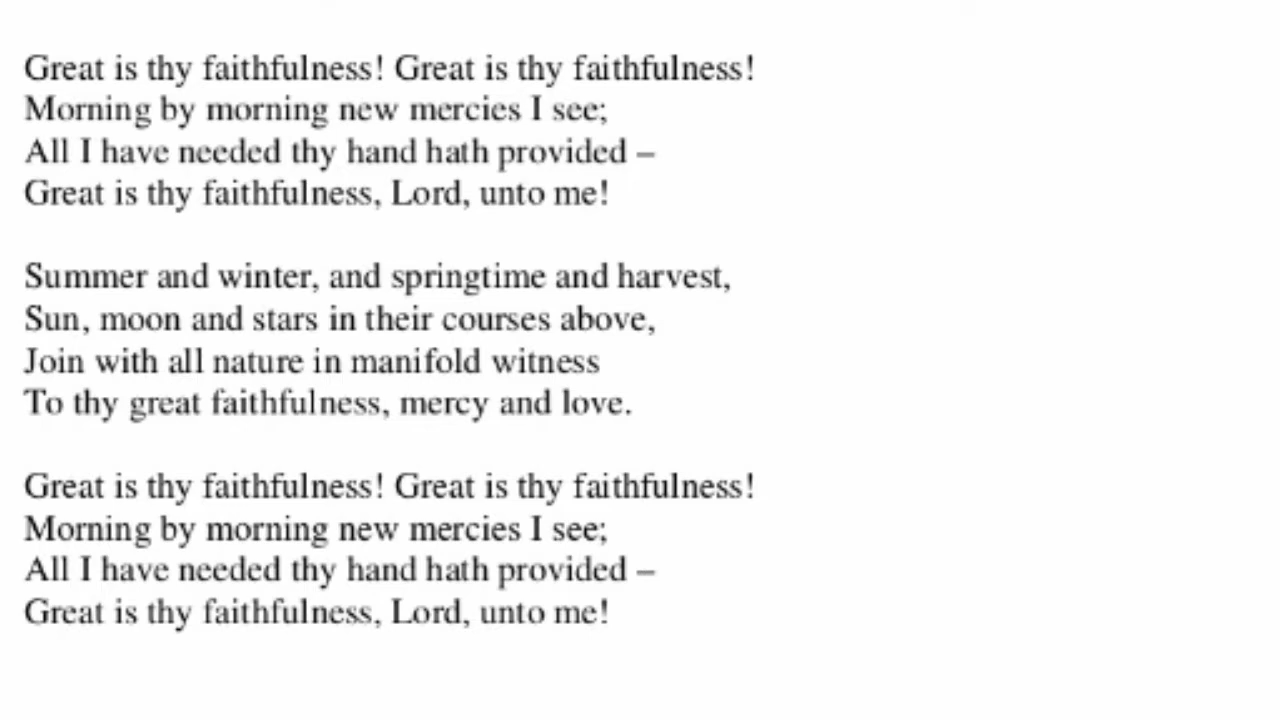 Great is thy faithfulness! Great is thy faithfulness!
Morning by morning new mercies I see;
All I have needed thy hand hath provided –
Great is thy faithfulness, Lord, unto me!

Summer and winter, and springtime and harvest,
Sun, moon and stars in their courses above,
Join with all nature in manifold witness
To thy great faithfulness, mercy and love.

Great is thy faithfulness! Great is thy faithfulness!
Morning by morning new mercies I see;
All I have needed thy hand hath provided –
Great is thy faithfulness, Lord, unto me!